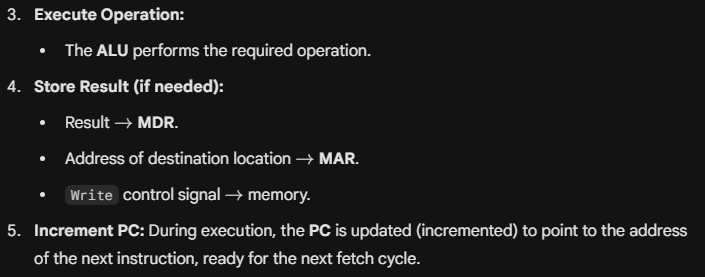 3. Execute Operation:
• The ALU performs the required operation.
4. Store Result (if needed):
• Result → MDR.
• Address of destination location → MAR.
• Write control signal → memory.
5. Increment PC: During execution, the PC is updated (incremented) to point to the address
of the next instruction, ready for the next fetch cycle.